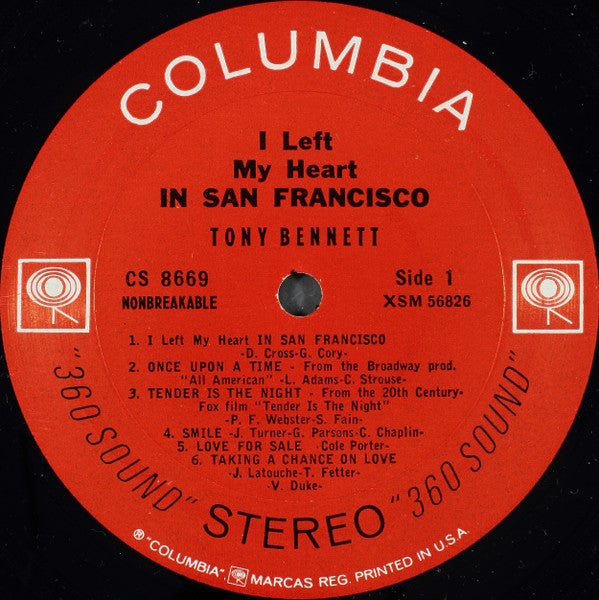 COLUMBIA
I Left
My Heart
IN SAN FRANCISCO
TONY BENNETT
CS 8669
NONBREAKABLE
Side 1
XSM 56826
1. I Left My Heart IN SAN FRANCISCO
-D. Cross-G. Cory-
2. ONCE UPON A TIME - From the Broadway prod.
"All American" -L. Adams-C. Strouse-
3. TENDER IS THE NIGHT - From the 20th Century-
Fox film "Tender Is The Night"
-P. F. Webster-S. Fain-
4. SMILE -J. Turner-G. Parsons-C. Chaplin-
5. LOVE FOR SALE -Cole Porter-
6. TAKING A CHANCE ON LOVE
-J. Latouche-T. Fetter-
-V. Duke-
"360 SOUND" STEREO "360 SOUND"
® "COLUMBIA", MARCAS REG. PRINTED IN U.S.A.